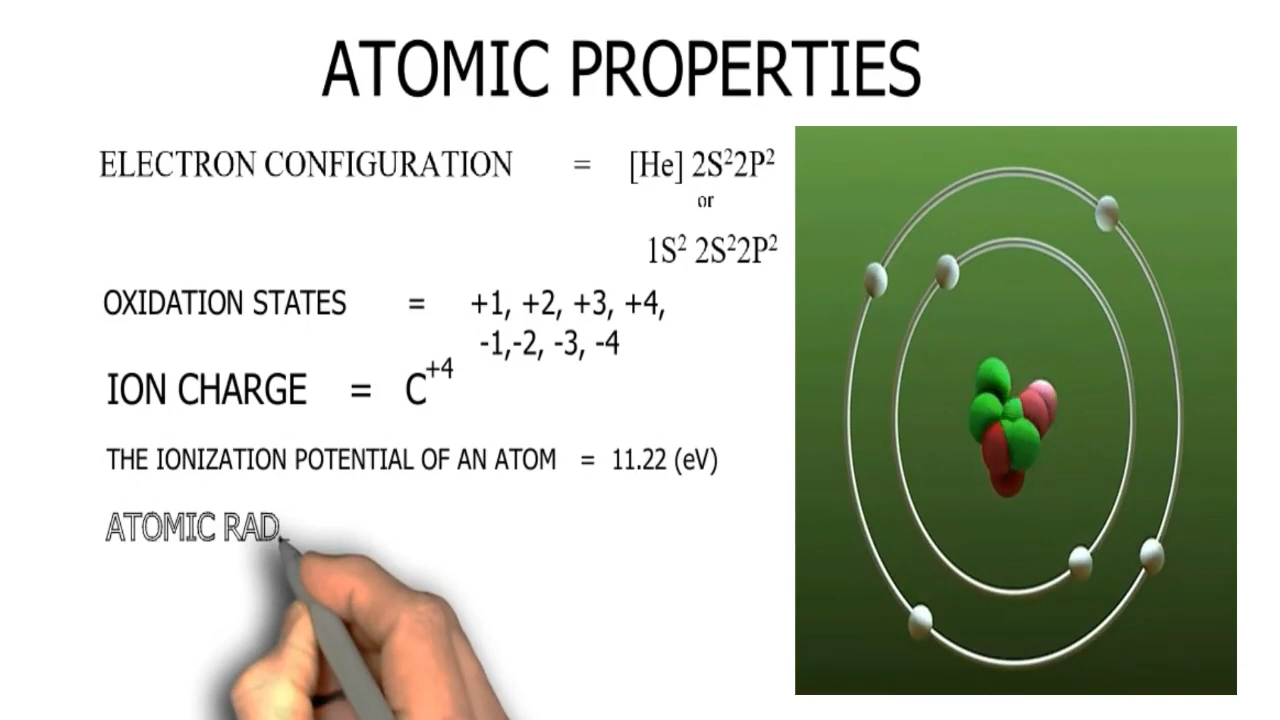 ATOMIC PROPERTIES
ELECTRON CONFIGURATION = [He] 2S²2P²
or
1S² 2S²2P²
OXIDATION STATES = +1, +2, +3, +4,
-1,-2, -3, -4
ION CHARGE = C⁺⁴
THE IONIZATION POTENTIAL OF AN ATOM = 11.22 (eV)
ATOMIC RAD